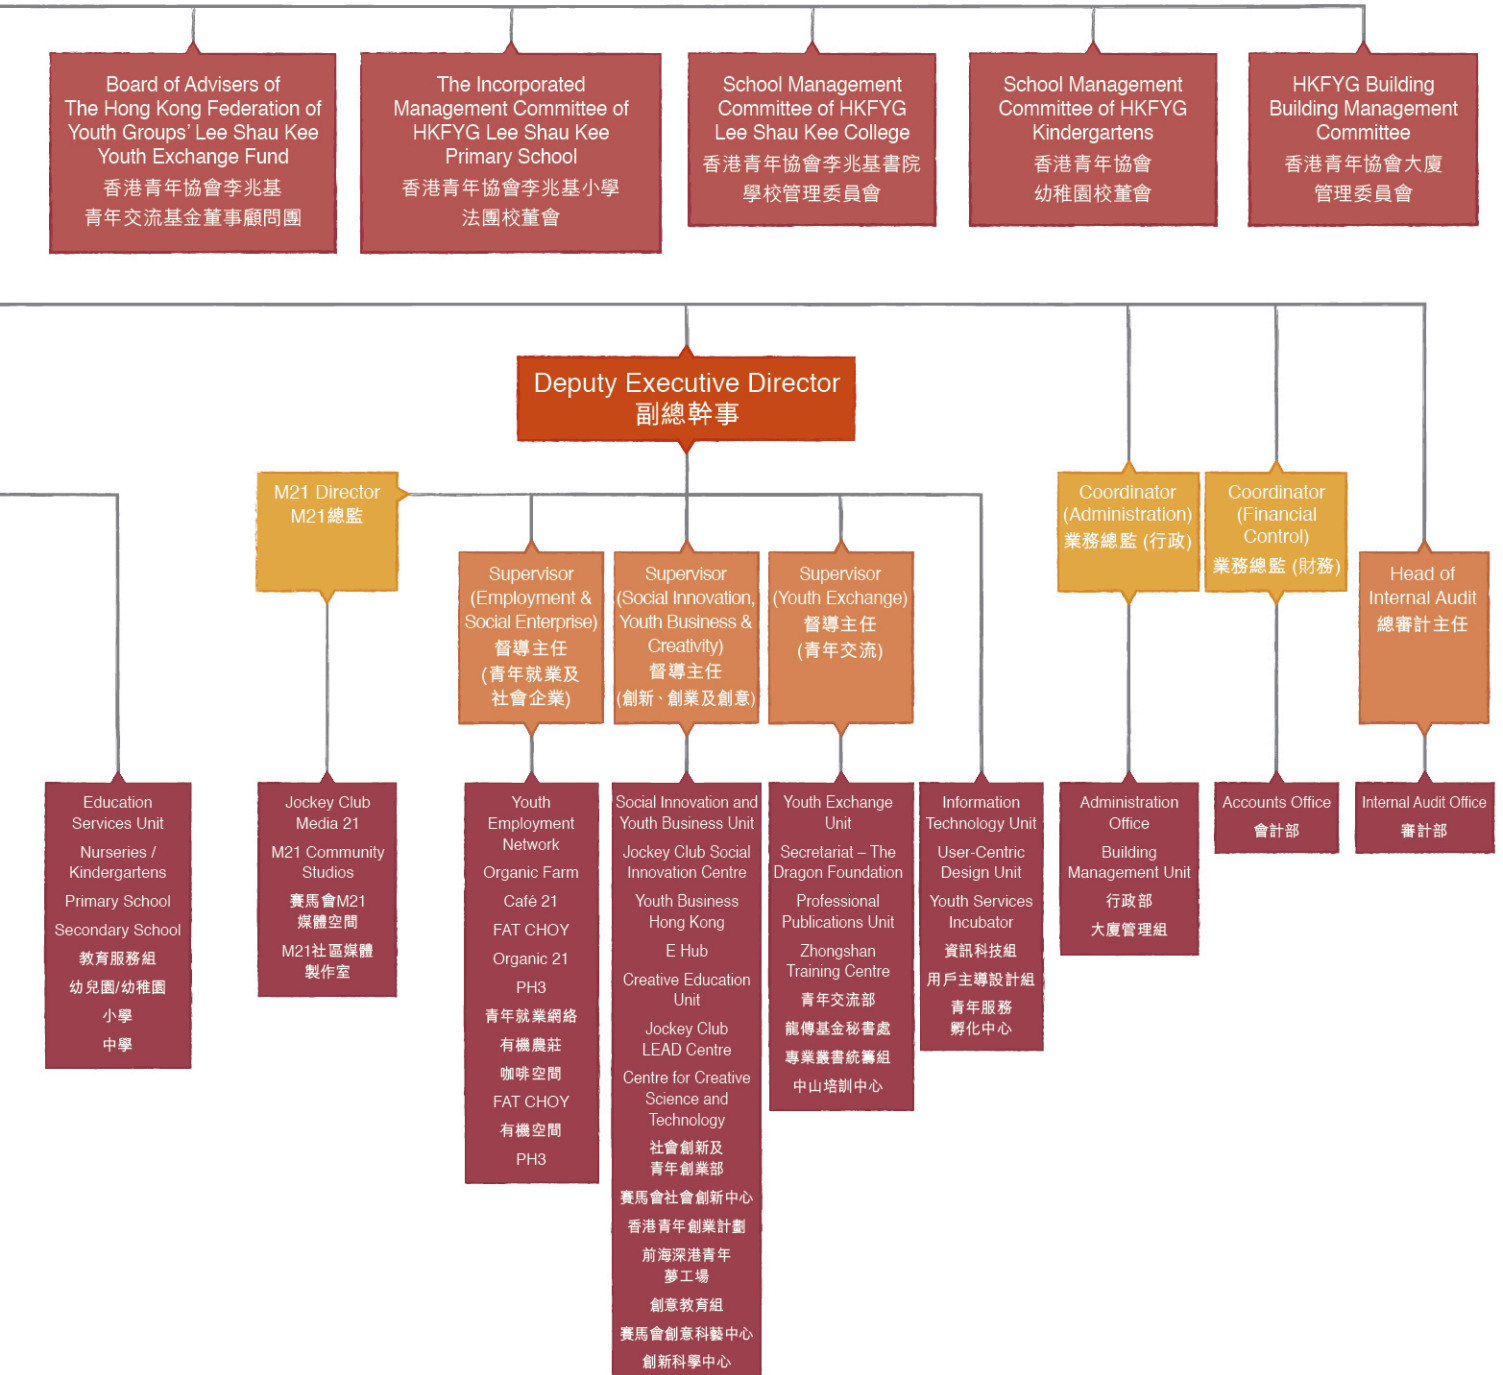 Board of Advisers of
The Hong Kong Federation of
Youth Groups' Lee Shau Kee
Youth Exchange Fund
香港青年協會李兆基
青年交流基金董事顧問團
The Incorporated
Management Committee of
HKFYG Lee Shau Kee
Primary School
香港青年協會李兆基小學
法團校董會
School Management
Committee of HKFYG
Lee Shau Kee College
香港青年協會李兆基書院
學校管理委員會
School Management
Committee of HKFYG
Kindergartens
香港青年協會
幼稚園校董會
HKFYG Building
Building Management
Committee
香港青年協會大廈
管理委員會
Deputy Executive Director
副總幹事
M21 Director
M21總監
Coordinator
(Administration)
業務總監 (行政)
Coordinator
(Financial
Control)
業務總監 (財務)
Supervisor
(Employment &
Social Enterprise)
督導主任
(青年就業及
社會企業)
Supervisor
(Social Innovation,
Youth Business &
Creativity)
督導主任
(創新、創業及創意)
Supervisor
(Youth Exchange)
督導主任
(青年交流)
Head of
Internal Audit
總審計主任
Education
Services Unit
Nurseries /
Kindergartens
Primary School
Secondary School
教育服務組
幼兒園/幼稚園
小學
中學
Jockey Club
Media 21
M21 Community
Studios
賽馬會M21
媒體空間
M21社區媒體
製作室
Youth
Employment
Network
Organic Farm
Café 21
FAT CHOY
Organic 21
PH3
青年就業網絡
有機農莊
咖啡空間
FAT CHOY
有機空間
PH3
Social Innovation and
Youth Business Unit
Jockey Club Social
Innovation Centre
Youth Business
Hong Kong
E Hub
Creative Education
Unit
Jockey Club
LEAD Centre
Centre for Creative
Science and
Technology
社會創新及
青年創業部
賽馬會社會創新中心
香港青年創業計劃
前海深港青年
夢工場
創意教育組
賽馬會創意科藝中心
創新科學中心
Youth Exchange
Unit
Secretariat – The
Dragon Foundation
Professional
Publications Unit
Zhongshan
Training Centre
青年交流部
龍傳基金秘書處
專業叢書統籌組
中山培訓中心
Information
Technology Unit
User-Centric
Design Unit
Youth Services
Incubator
資訊科技組
用戶主導設計組
青年服務
孵化中心
Administration
Office
Building
Management Unit
行政部
大廈管理組
Accounts Office
會計部
Internal Audit Office
審計部